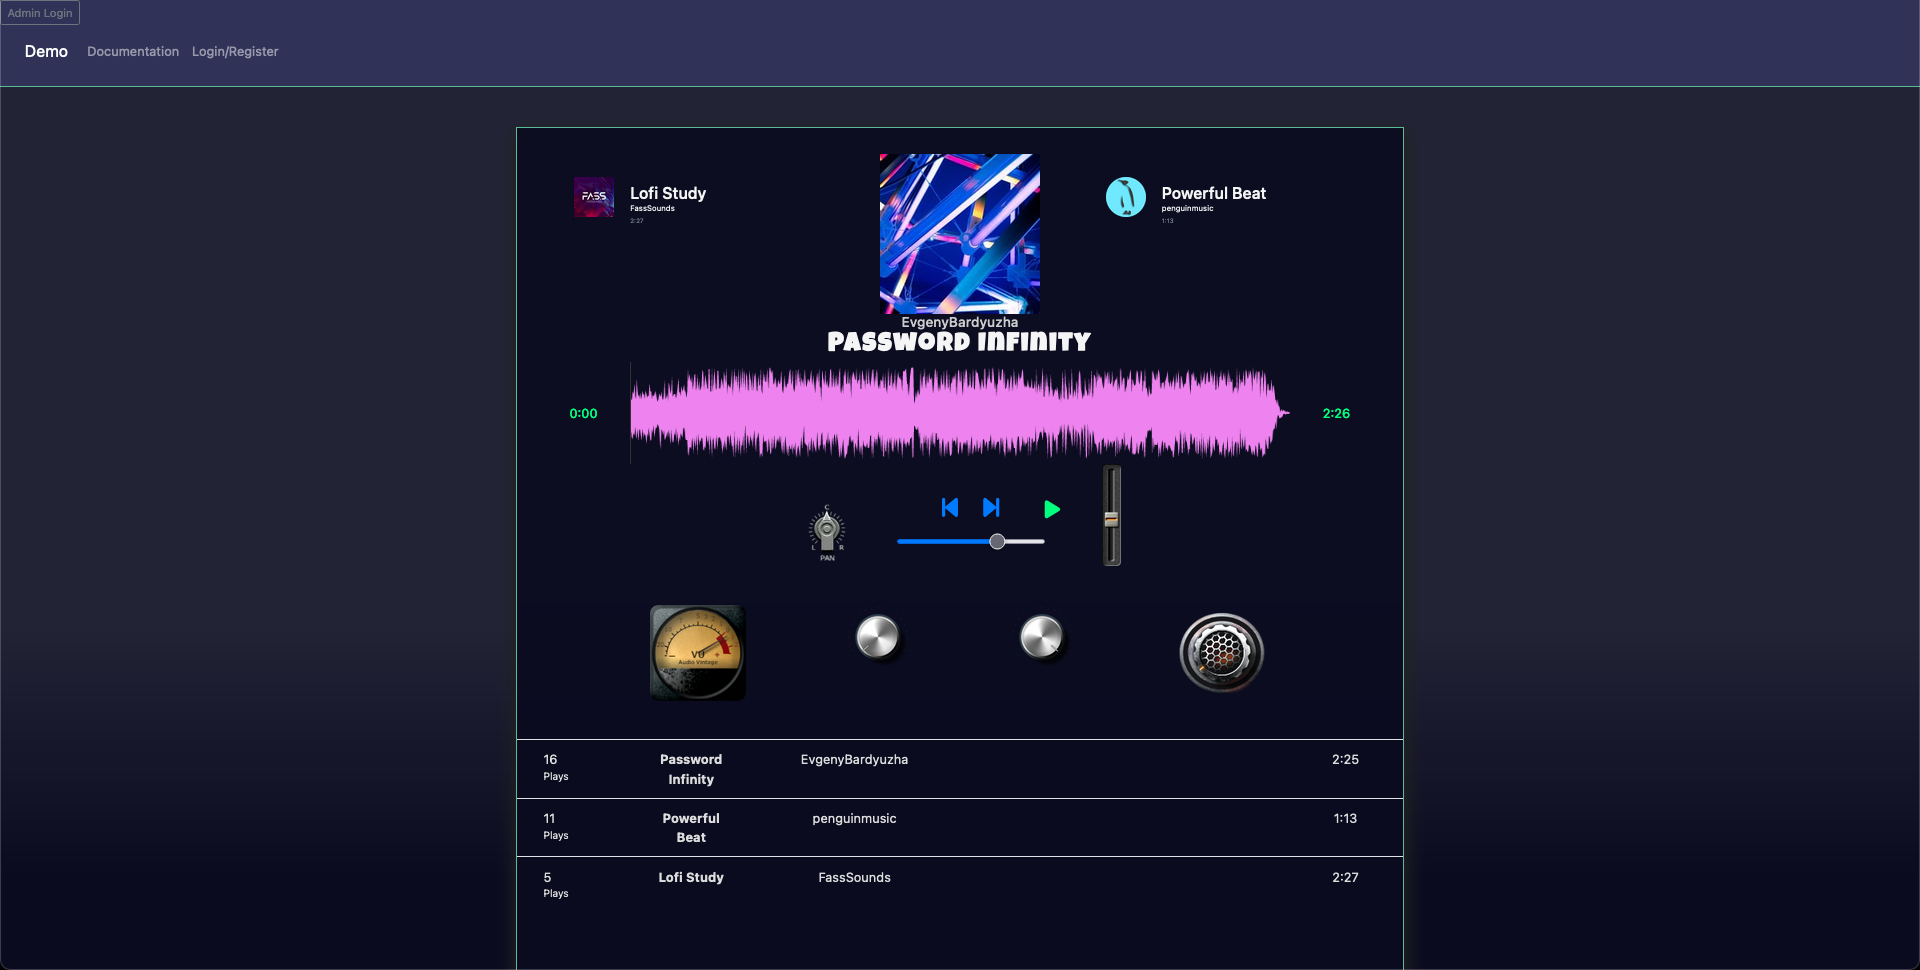 Admin Login
Demo Documentation Login/Register
FASS
Lofi Study
FassSounds
2:27
Powerful Beat
penguinmusic
1:13
EvgenyBardyuzha
PASSWORD INFINITY
0:00
2:26
C
L R
PAN
VU
Audio Vintage
16 Password EvgenyBardyuzha 2:25
Plays Infinity
11 Powerful penguinmusic 1:13
Plays Beat
5 Lofi Study FassSounds 2:27
Plays